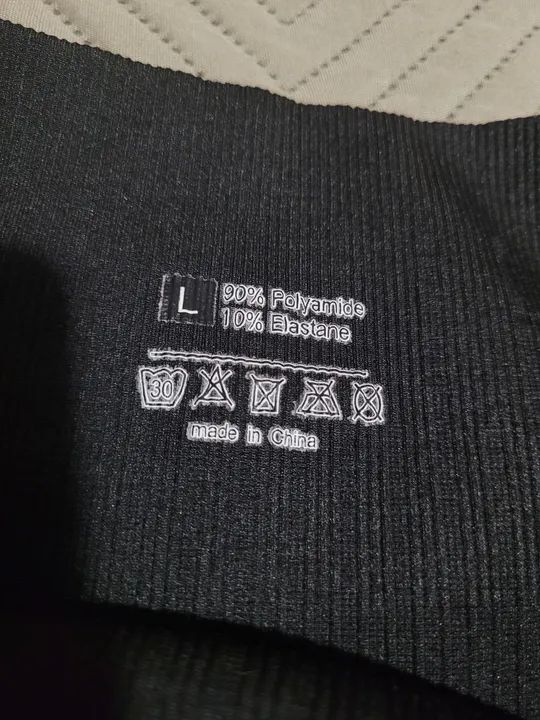 L
90% Polyamide
10% Elastane
30
made in China